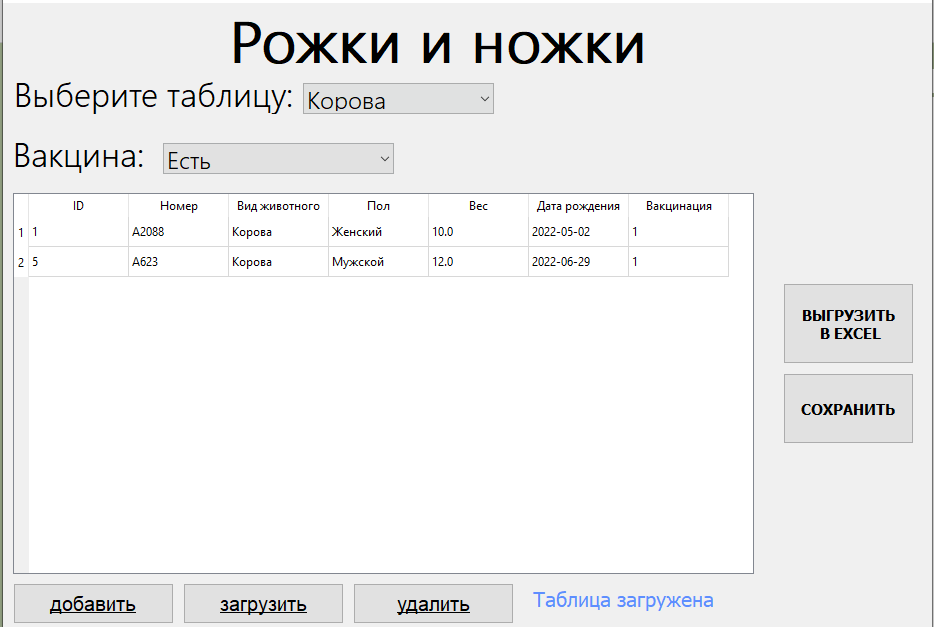 Рожки и ножки
Выберите таблицу: Корова
Вакцина: Есть
ID Номер Вид животного Пол Вес Дата рождения Вакцинация
1 1 А2088 Корова Женский 10.0 2022-05-02 1
2 5 А623 Корова Мужской 12.0 2022-06-29 1
ВЫГРУЗИТЬ
В EXCEL
СОХРАНИТЬ
добавить загрузить удалить Таблица загружена